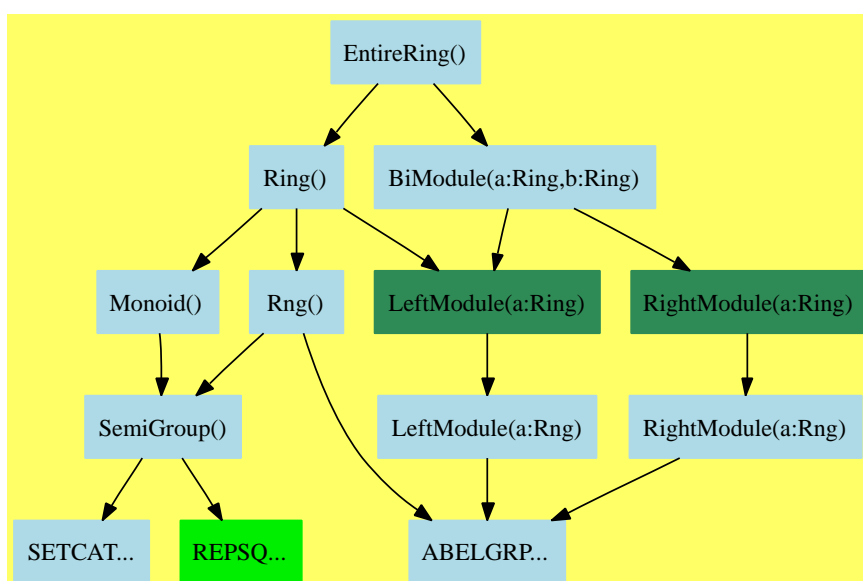 EntireRing()
Ring()
BiModule(a:Ring,b:Ring)
Monoid()
Rng()
LeftModule(a:Ring)
RightModule(a:Ring)
SemiGroup()
LeftModule(a:Rng)
RightModule(a:Rng)
SETCAT...
REPSQ...
ABELGRP...